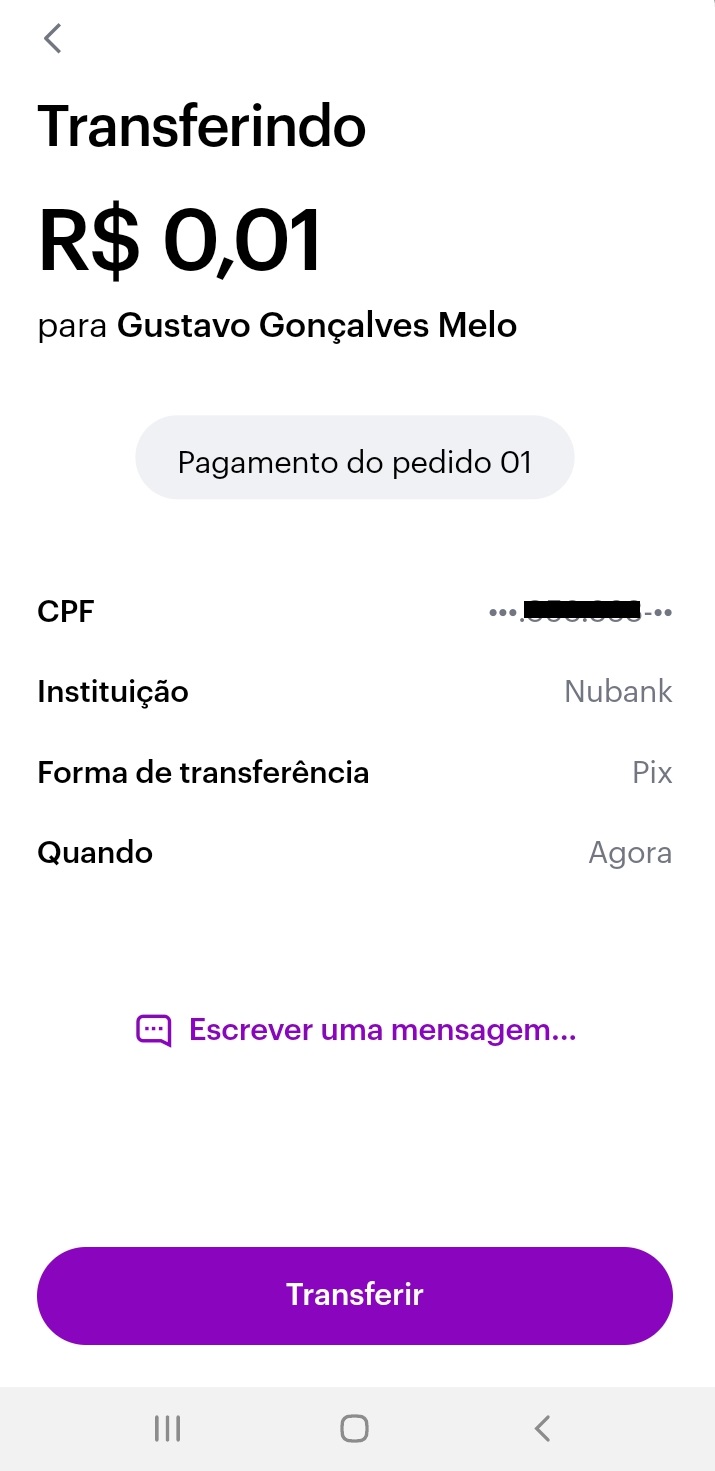 Transferindo
R$ 0,01
para Gustavo Gonçalves Melo
Pagamento do pedido 01
CPF
•••.-••
Instituição Nubank
Forma de transferência Pix
Quando Agora
Escrever uma mensagem...
Transferir